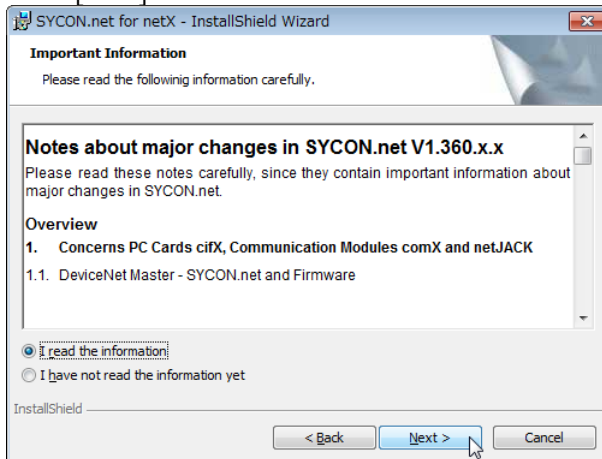 SYCON.net for netX - InstallShield Wizard
Important Information
Please read the followinig information carefully.
Notes about major changes in SYCON.net V1.360.x.x
Please read these notes carefully, since they contain important information about
major changes in SYCON.net.
Overview
1. Concerns PC Cards cifX, Communication Modules comX and netJACK
1.1. DeviceNet Master - SYCON.net and Firmware
I read the information
I have not read the information yet
InstallShield
< Back Next > Cancel